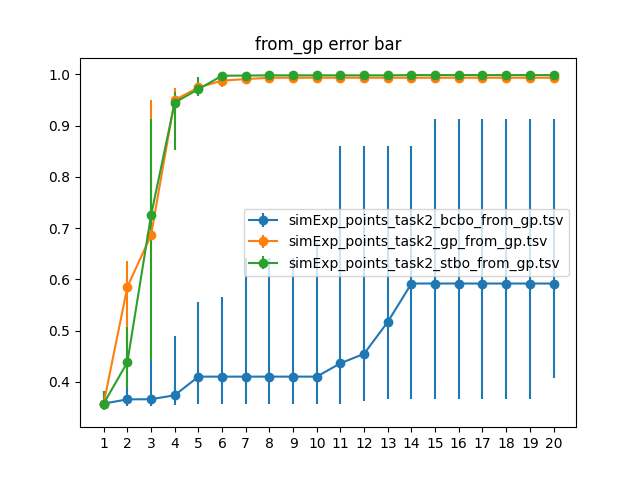 from_gp error bar
1.0
0.9
0.8
0.7
0.6
0.5
0.4
simExp_points_task2_bcbo_from_gp.tsv
simExp_points_task2_gp_from_gp.tsv
simExp_points_task2_stbo_from_gp.tsv
1 2 3 4 5 6 7 8 9 10 11 12 13 14 15 16 17 18 19 20